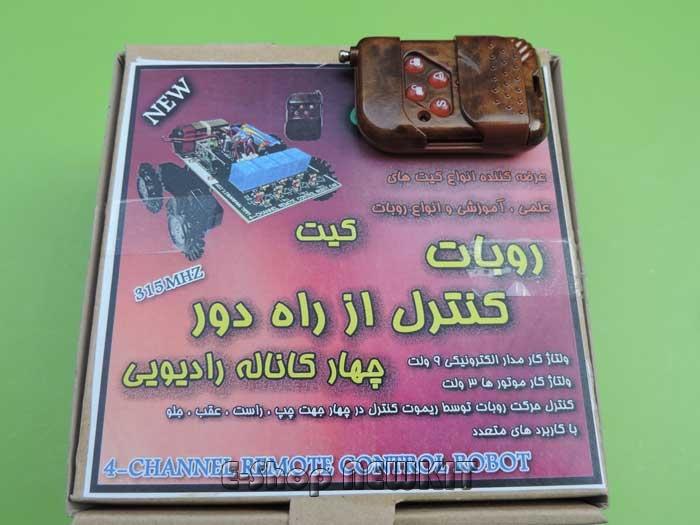 NEW
عرضه کننده انواع کیت های
علمی ، آموزشی و انواع روبات
کیت
روبات
315MHZ
کنترل از راه دور
چهار کاناله رادیویی
ولتاژ کار مدار الکترونیکی ۹ ولت
ولتاژ کار موتور ها ۳ ولت
کنترل حرکت روبات توسط ریموت کنترل در چهار جهت چپ ، راست ، عقب ، جلو
با کاربرد های متعدد
4-CHANNEL REMOTE CONTROL ROBOT
E-Shop NEWKIT